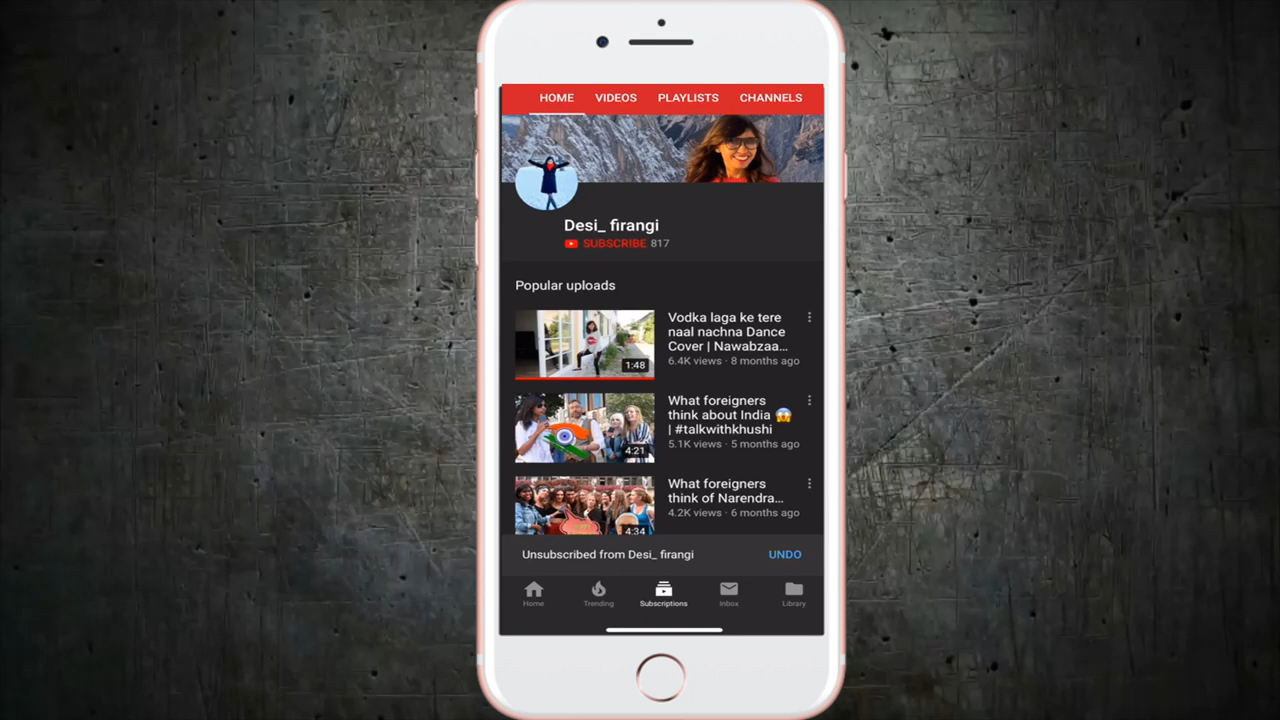 HOME VIDEOS PLAYLISTS CHANNELS
Desi_ firangi
SUBSCRIBE 817
Popular uploads
Vodka laga ke tere
naal nachna Dance
Cover | Nawabzaa...
6.4K views · 8 months ago
1:48
What foreigners
think about India 😱
| #talkwithkhushi
5.1K views · 5 months ago
4:21
What foreigners
think of Narendra...
4.2K views · 6 months ago
4:34
Unsubscribed from Desi_ firangi UNDO
Home Trending Subscriptions Inbox Library